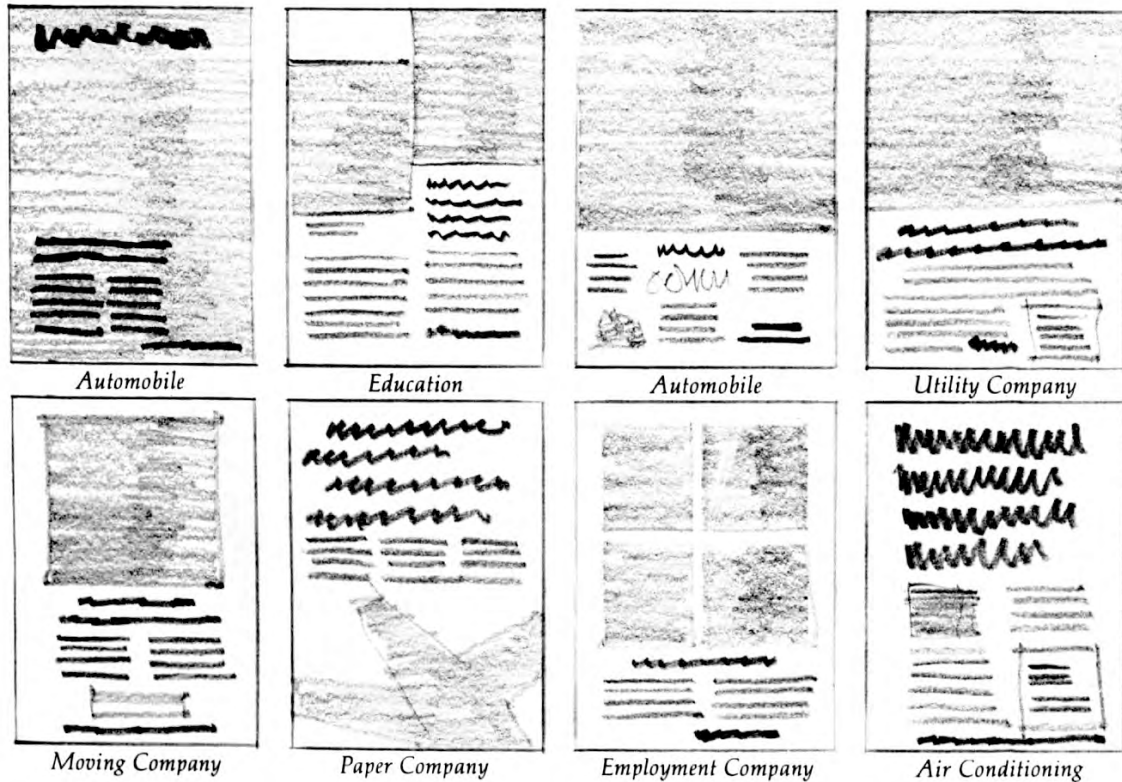 Automobile
Education
Automobile
Utility Company
Moving Company
Paper Company
Employment Company
Air Conditioning